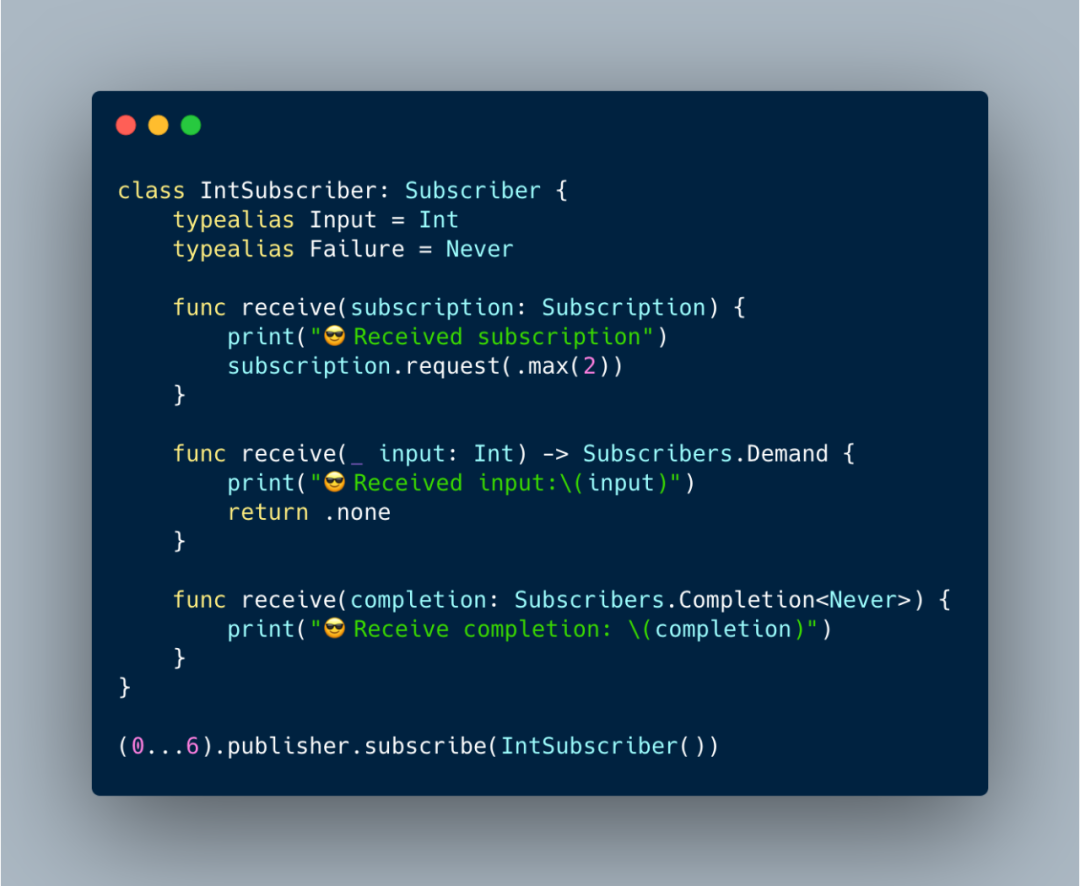 class IntSubscriber: Subscriber {
    typealias Input = Int
    typealias Failure = Never

    func receive(subscription: Subscription) {
        print("😎 Received subscription")
        subscription.request(.max(2))
    }

    func receive(_ input: Int) -> Subscribers.Demand {
        print("😎 Received input:\(input)")
        return .none
    }

    func receive(completion: Subscribers.Completion<Never>) {
        print("😎 Receive completion: \(completion)")
    }
}

(0...6).publisher.subscribe(IntSubscriber())